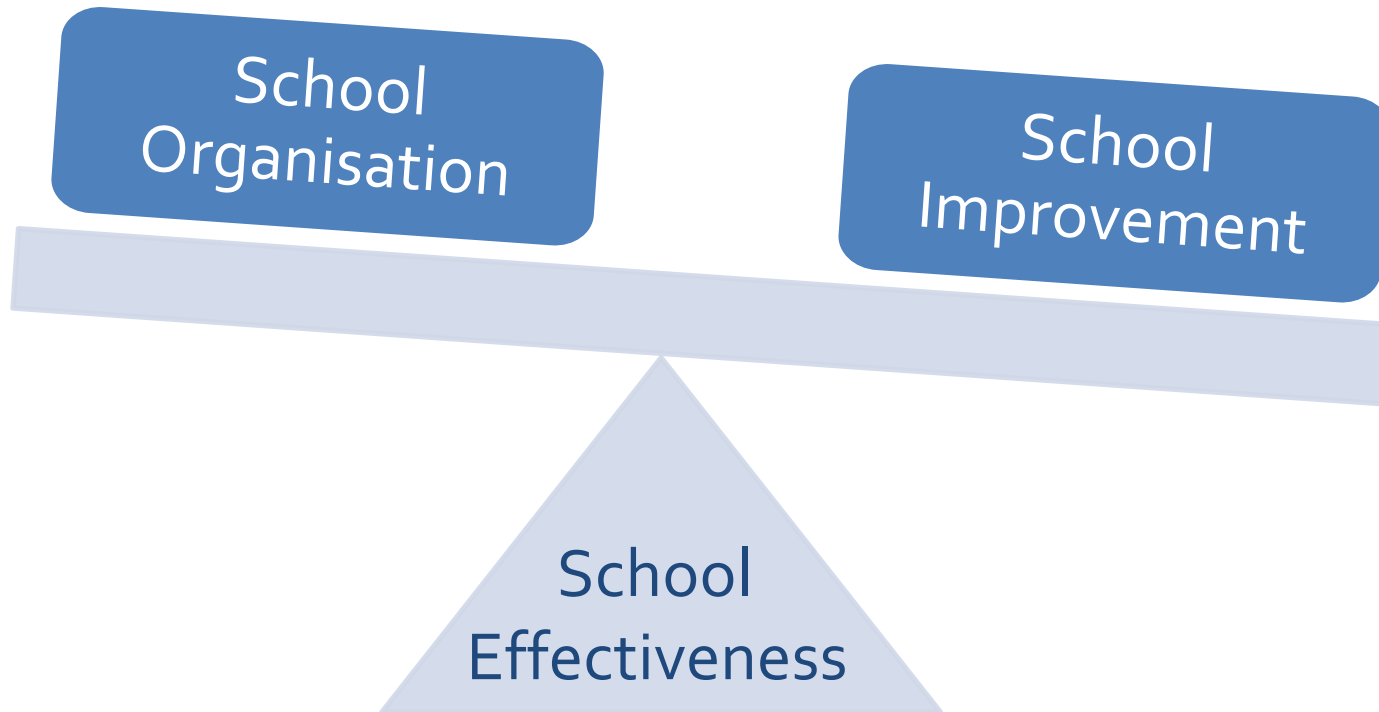 School
Organisation
School
Improvement
School
Effectiveness